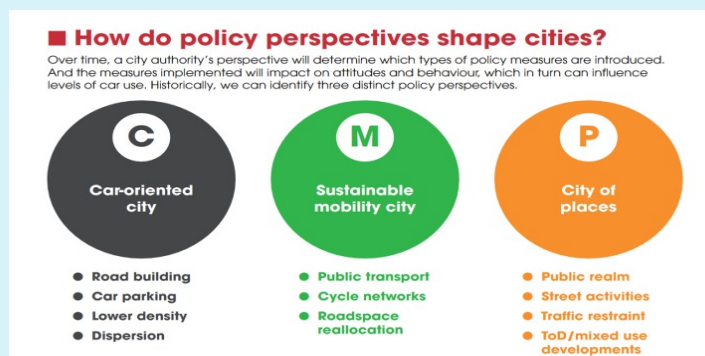 How do policy perspectives shape cities?
Over time, a city authority's perspective will determine which types of policy measures are introduced.
And the measures implemented will impact on attitudes and behaviour, which in turn can influence
levels of car use. Historically, we can identify three distinct policy perspectives.
C
Car-oriented
city
Road building
Car parking
Lower density
Dispersion
M
Sustainable
mobility city
Public transport
Cycle networks
Roadspace
reallocation
P
City of
places
Public realm
Street activities
Traffic restraint
ToD/mixed use
developments